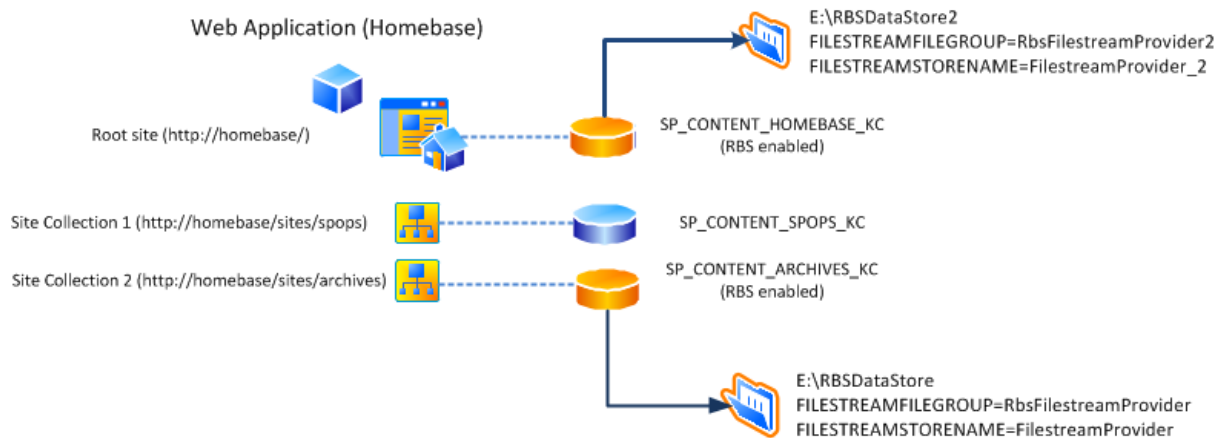 Web Application (Homebase)
E:\RBSDataStore2
FILESTREAMFILEGROUP=RbsFilestreamProvider2
FILESTREAMSTORENAME=FilestreamProvider_2
Root site (http://homebase/)
SP_CONTENT_HOMEBASE_KC
(RBS enabled)
Site Collection 1 (http://homebase/sites/spops)
SP_CONTENT_SPOPS_KC
Site Collection 2 (http://homebase/sites/archives)
SP_CONTENT_ARCHIVES_KC
(RBS enabled)
E:\RBSDataStore
FILESTREAMFILEGROUP=RbsFilestreamProvider
FILESTREAMSTORENAME=FilestreamProvider